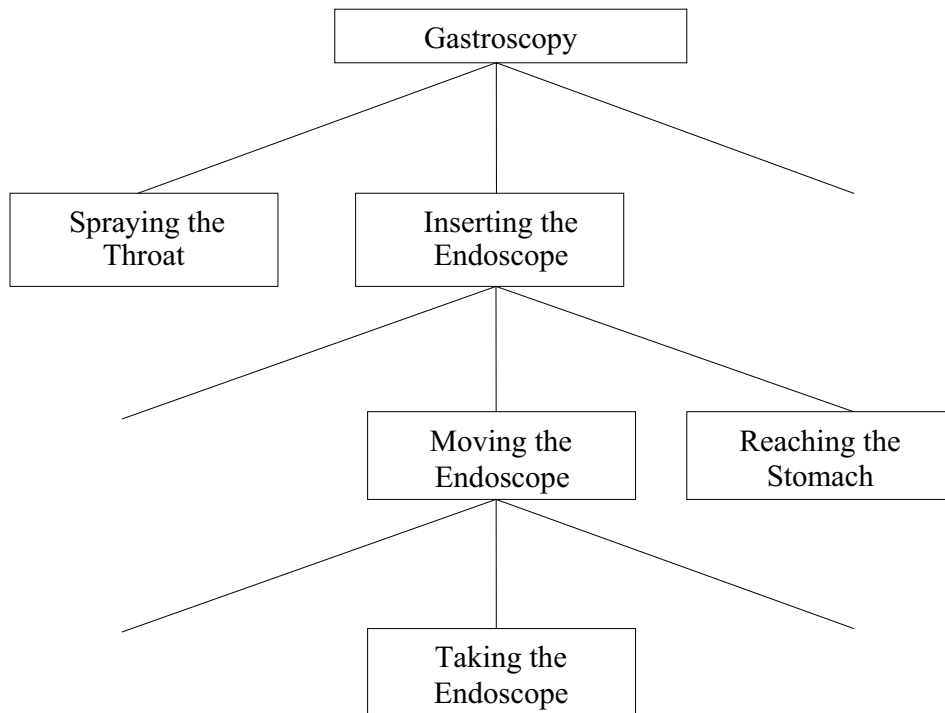 Gastroscopy
Spraying the
Throat
Inserting the
Endoscope
Moving the
Endoscope
Reaching the
Stomach
Taking the
Endoscope